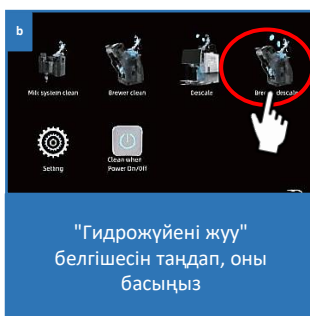 b
Milk system clean
Brewer clean
Descale
Brewer descale
Setting
Clean when
Power On/Off
"Гидрожүйені жуу"
белгішесін таңдап, оны
басыңыз